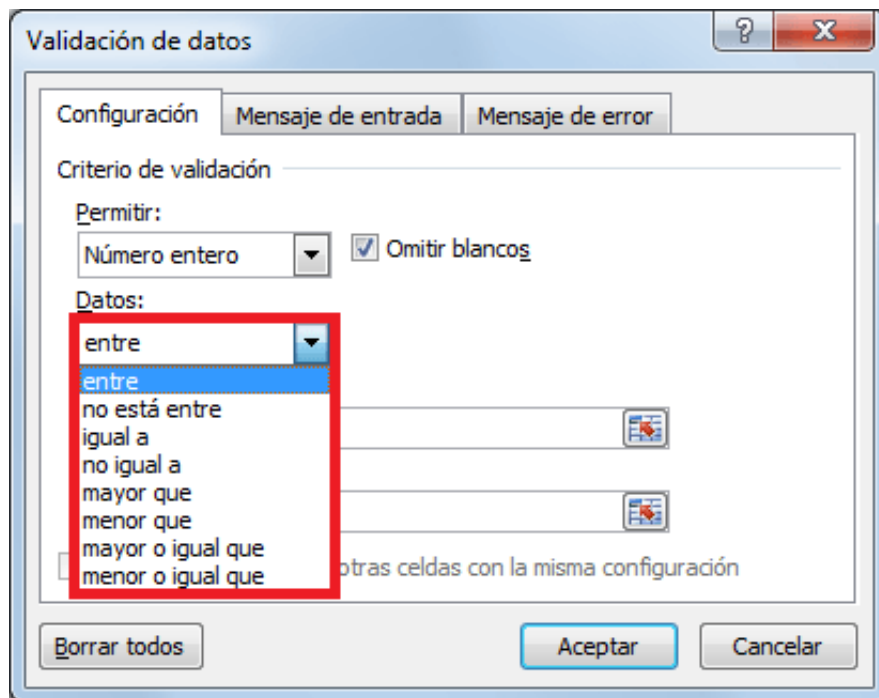 Validación de datos
?
Configuración
Mensaje de entrada
Mensaje de error
Criterio de validación
Permitir:
Número entero
Omitir blancos
Datos:
entre
entre
no está entre
igual a
no igual a
mayor que
menor que
mayor o igual que
menor o igual que
otras celdas con la misma configuración
Borrar todos
Aceptar
Cancelar